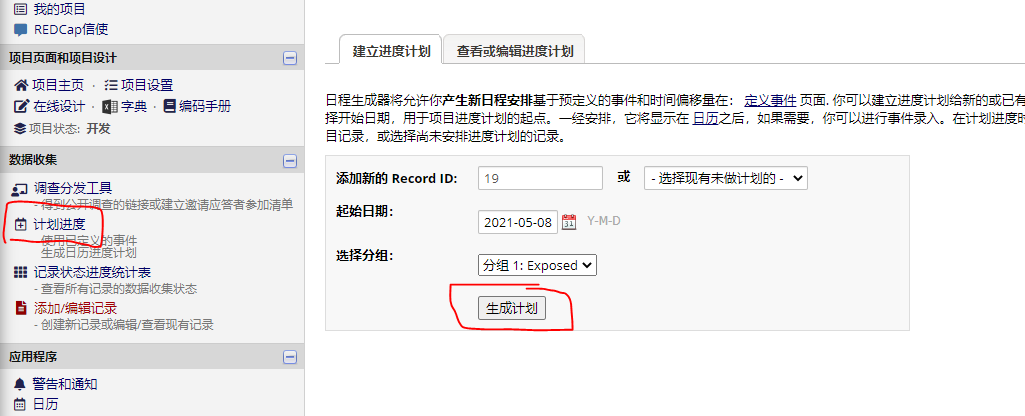 我的项目
REDCap信使
项目页面和项目设计
项目主页 · 项目设置
在线设计 · 字典 · 编码手册
项目状态: 开发
数据收集
调查分发工具
- 得到公开调查的链接或建立邀请应答者参加清单
计划进度
- 使用已定义的事件
生成日历进度计划
记录状态进度统计表
- 查看所有记录的数据收集状态
添加/编辑记录
- 创建新记录或编辑/查看现有记录
应用程序
警告和通知
日历
建立进度计划 查看或编辑进度计划
日程生成器将允许你产生新日程安排基于预定义的事件和时间偏移量在： 定义事件 页面. 你可以建立进度计划给新的或已有
择开始日期，用于项目进度计划的起点。一经安排，它将显示在 日历之后，如果需要，你可以进行事件录入。在计划进度时
目记录，或选择尚未安排进度计划的记录。
添加新的 Record ID: 19 或 - 选择现有未做计划的 -
起始日期： 2021-05-08 31 Y-M-D
选择分组： 分组 1: Exposed
生成计划